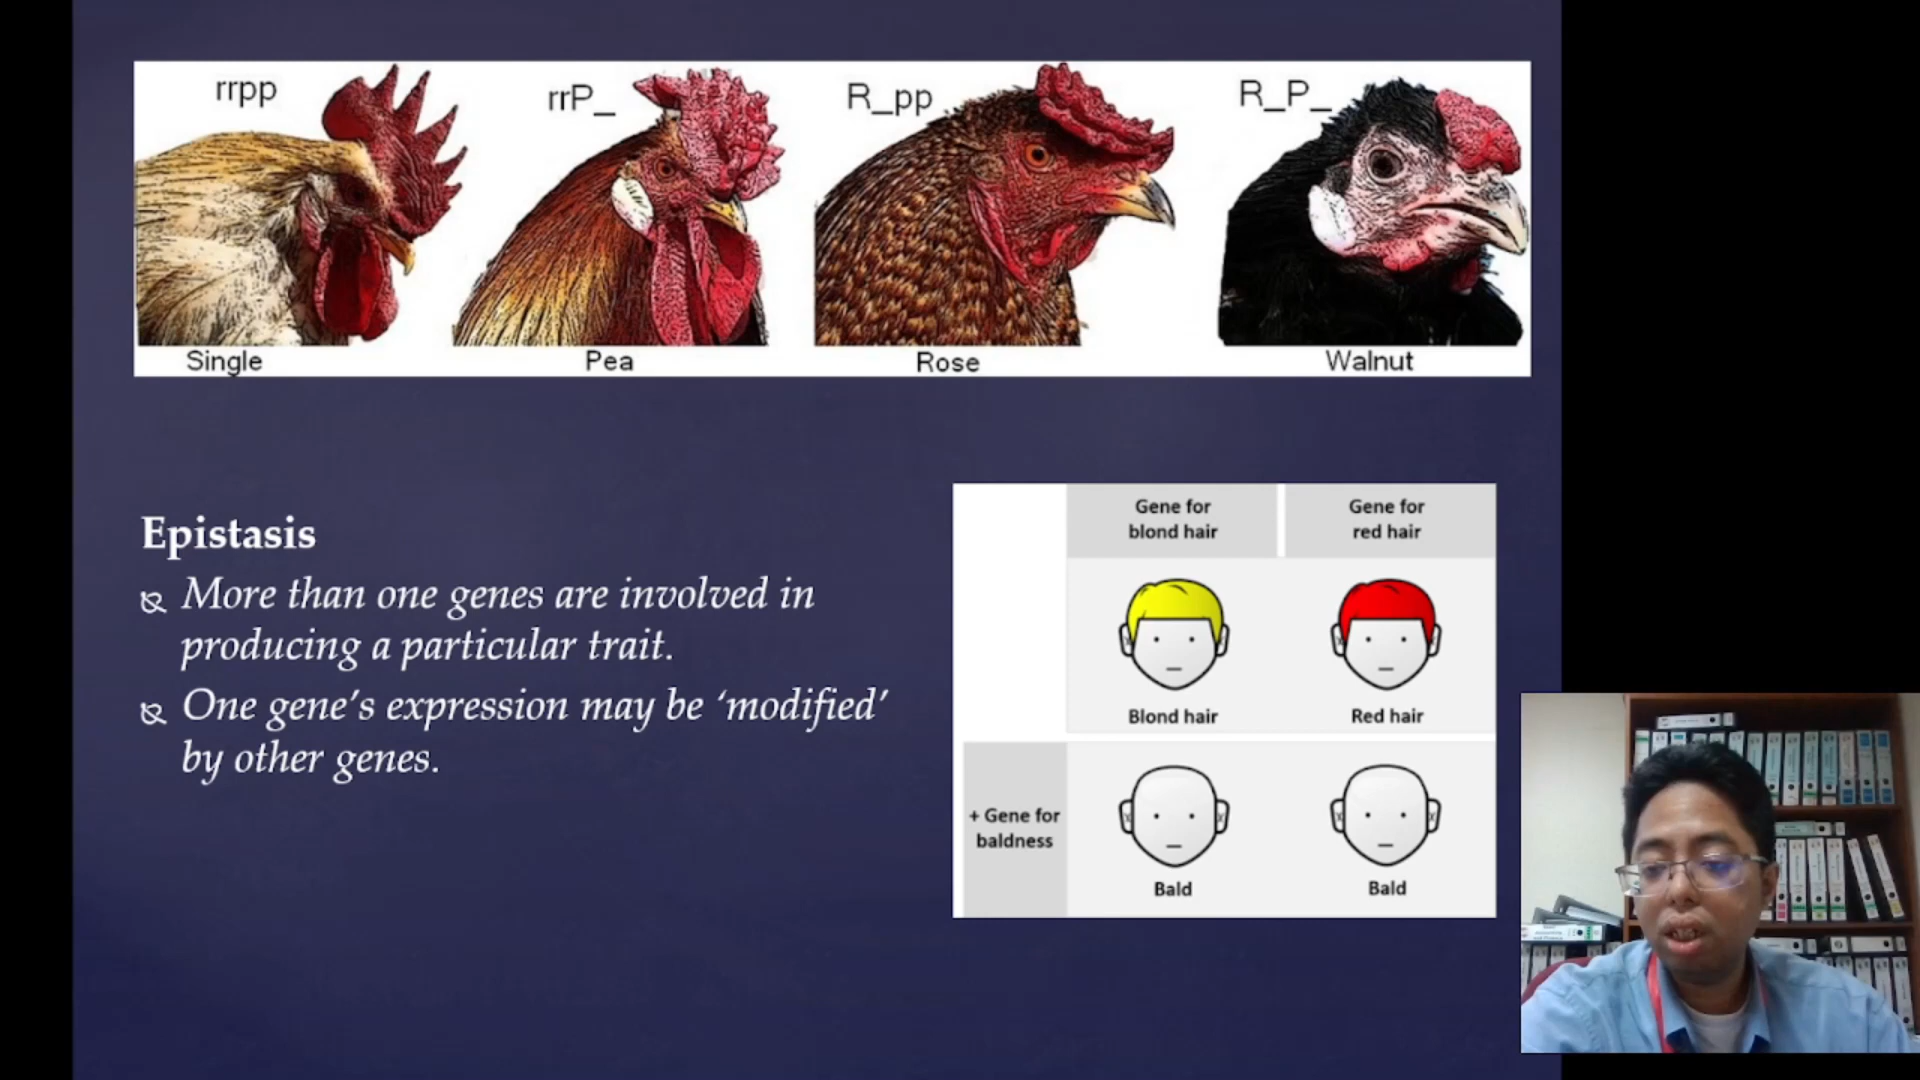 rrpp
rrP_
R_pp
R_P_
Single
Pea
Rose
Walnut
Epistasis
More than one genes are involved in
producing a particular trait.
One gene’s expression may be ‘modified’
by other genes.
Gene for
blond hair
Gene for
red hair
Blond hair
Red hair
+ Gene for
baldness
Bald
Bald